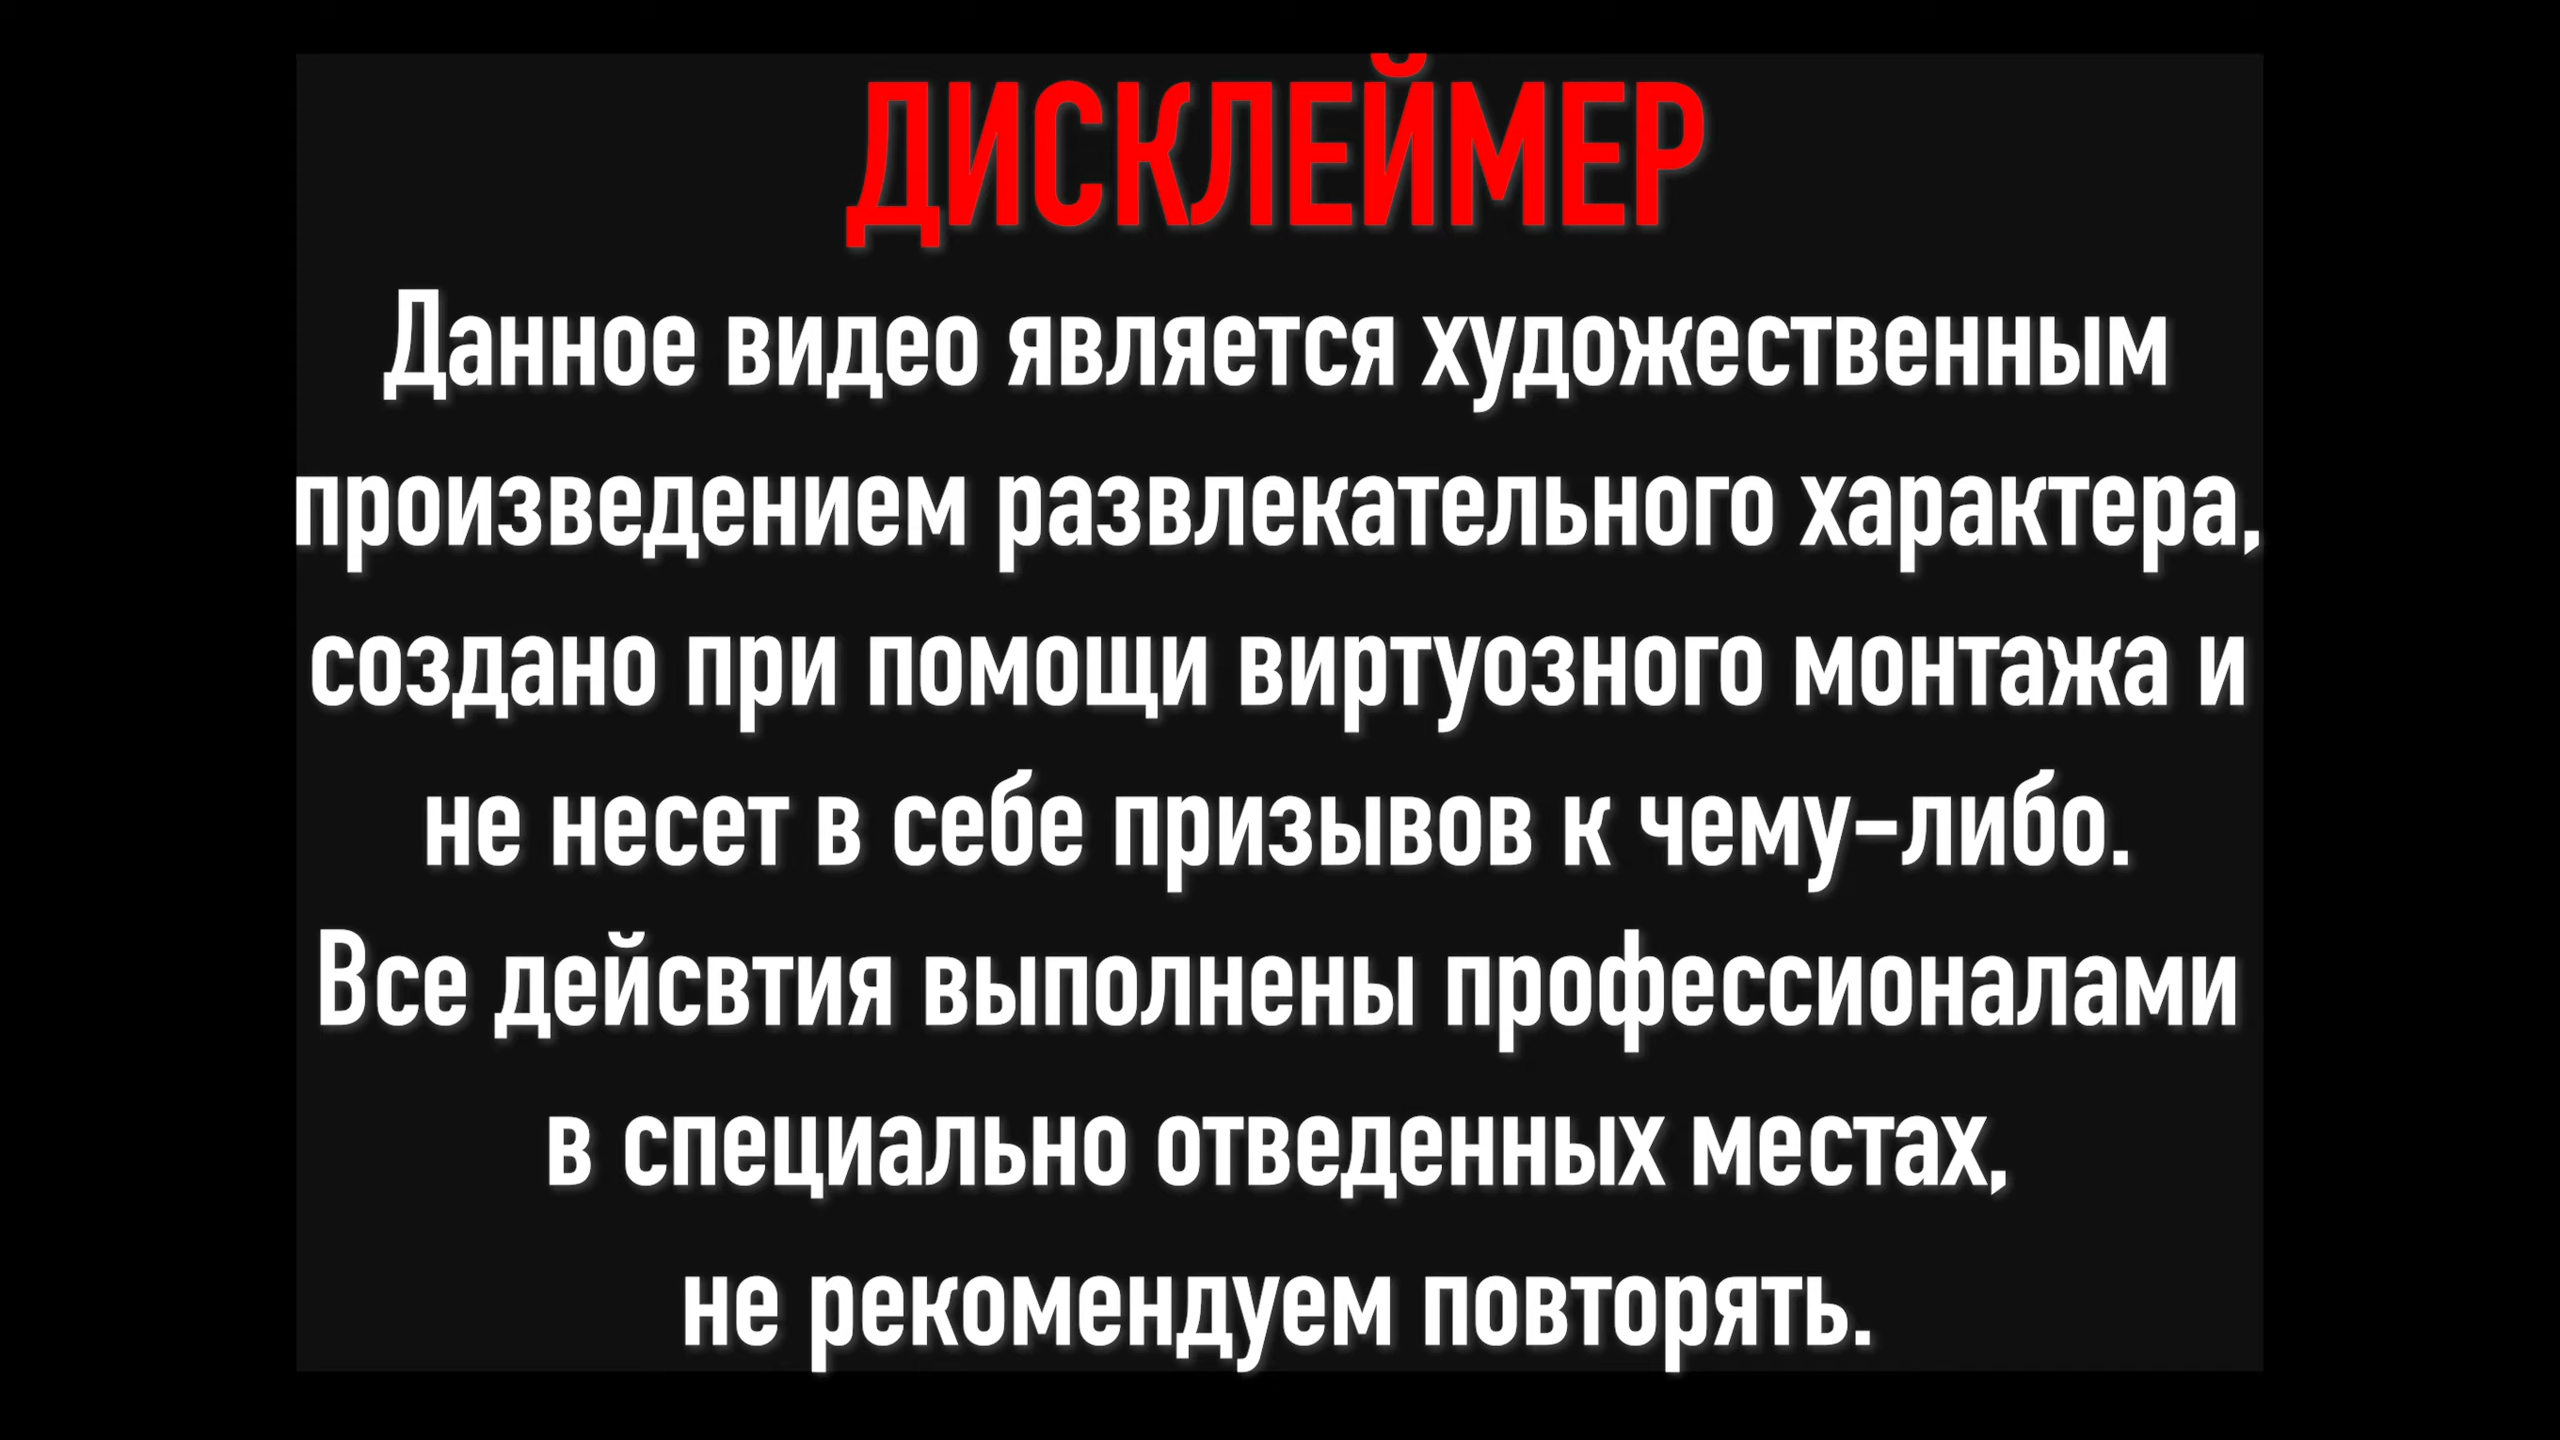 ДИСКЛЕЙМЕР
Данное видео является художественным
произведением развлекательного характера,
создано при помощи виртуозного монтажа и
не несет в себе призывов к чему-либо.
Все дейсвтия выполнены профессионалами
в специально отведенных местах,
не рекомендуем повторять.